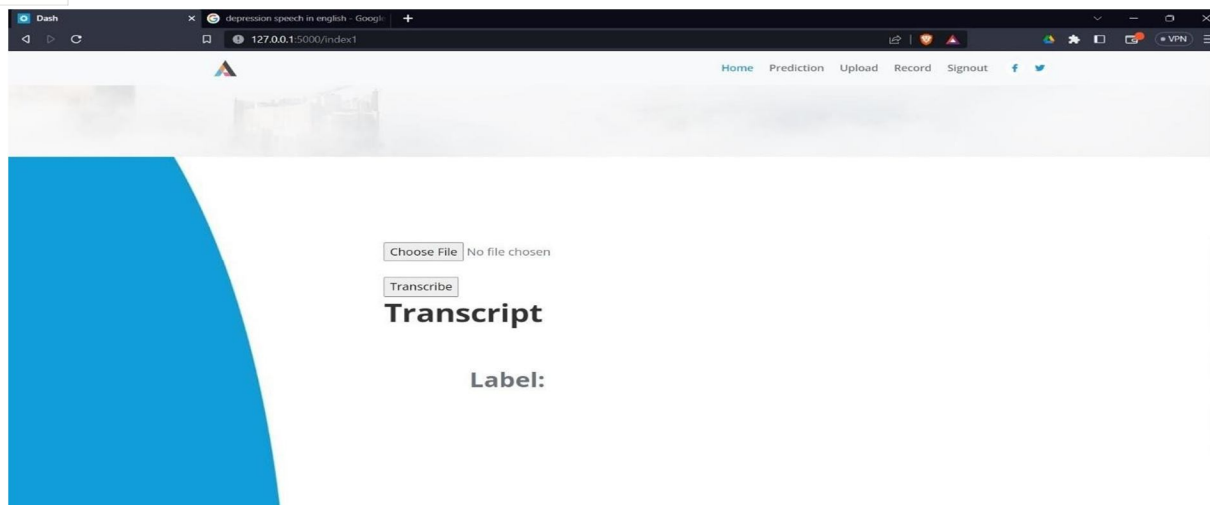 Dash
depression speech in english - Google
127.0.0.1:5000/index1
VPN
Home Prediction Upload Record Signout
Choose File No file chosen
Transcribe
Transcript
Label: